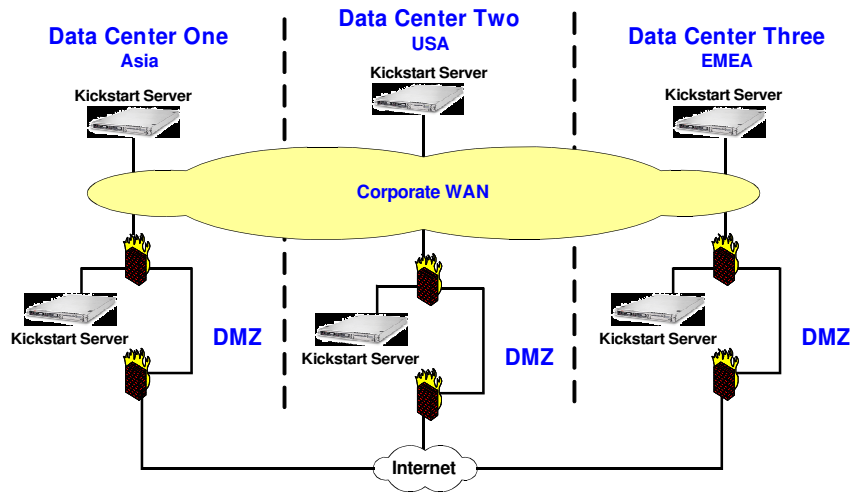 Data Center One
Asia
Data Center Two
USA
Data Center Three
EMEA
Kickstart Server
Kickstart Server
Kickstart Server
Corporate WAN
Kickstart Server
DMZ
Kickstart Server
DMZ
Kickstart Server
DMZ
Internet